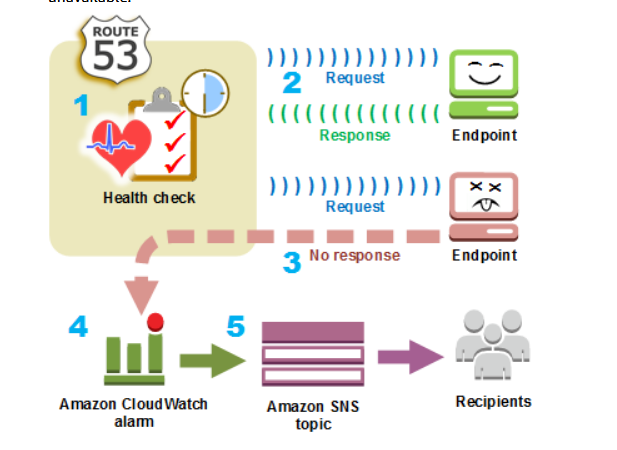 unavailable.
ROUTE
53
1
2
Request
Response
Endpoint
Health check
Request
3
No response
Endpoint
4
5
Amazon CloudWatch
alarm
Amazon SNS
topic
Recipients